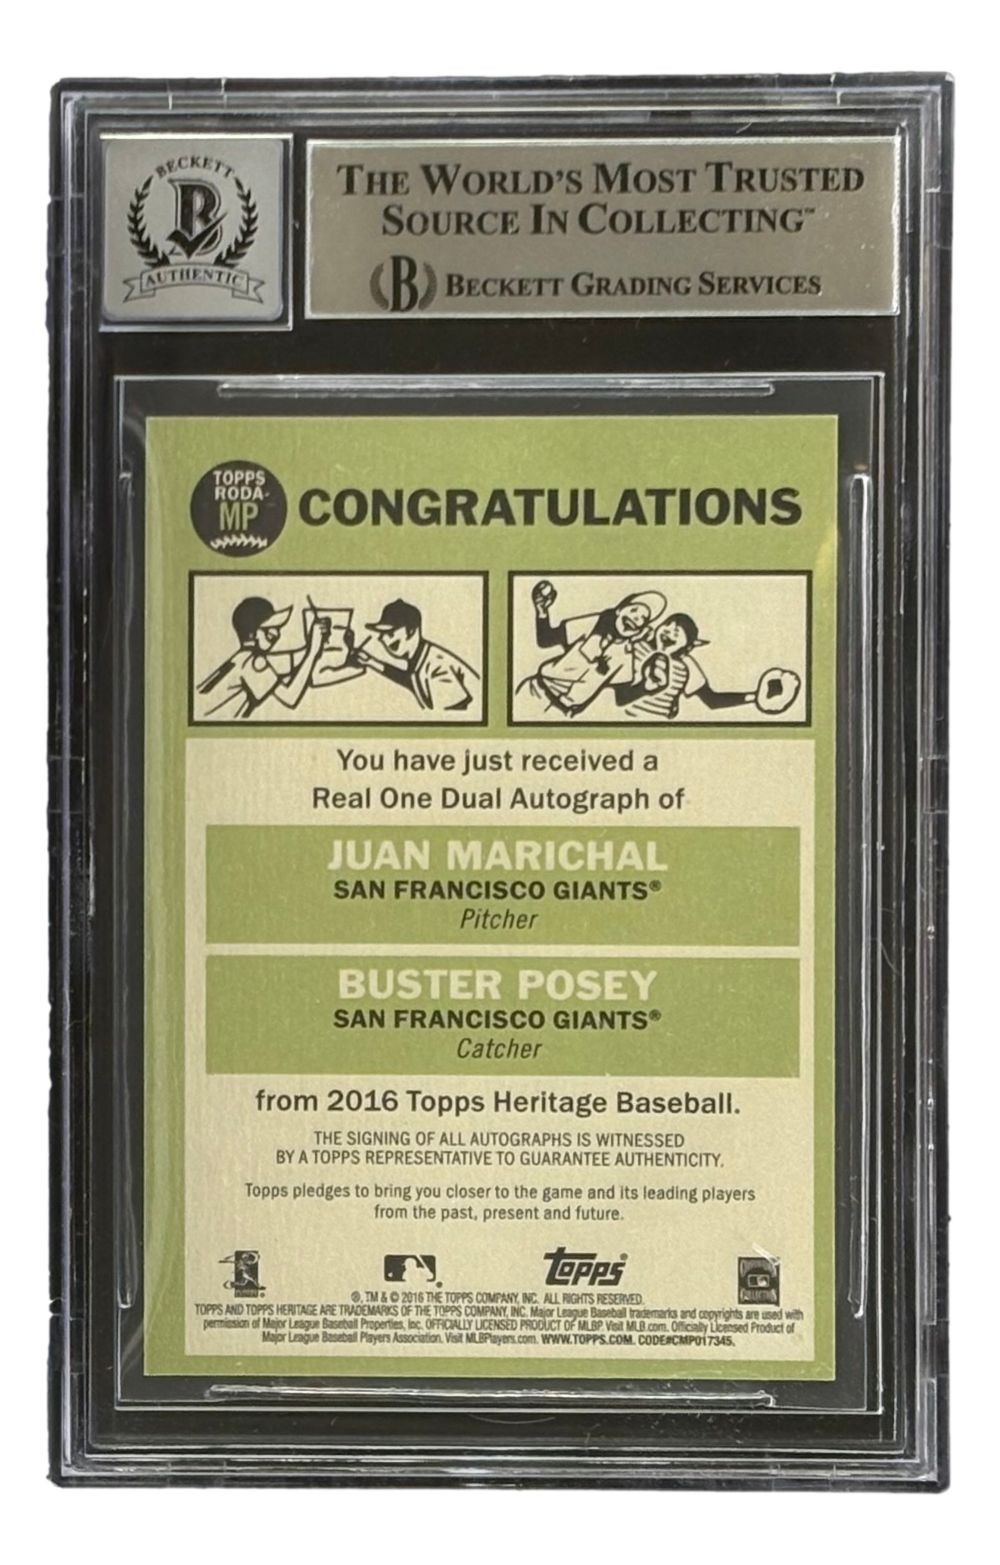 BECKETT
B
AUTHENTIC
THE WORLD'S MOST TRUSTED
SOURCE IN COLLECTING™
B BECKETT GRADING SERVICES
TOPPS
RODA-
MP
CONGRATULATIONS
You have just received a
Real One Dual Autograph of
JUAN MARICHAL
SAN FRANCISCO GIANTS®
Pitcher
BUSTER POSEY
SAN FRANCISCO GIANTS®
Catcher
from 2016 Topps Heritage Baseball.
THE SIGNING OF ALL AUTOGRAPHS IS WITNESSED
BY A TOPPS REPRESENTATIVE TO GUARANTEE AUTHENTICITY.
Topps pledges to bring you closer to the game and its leading players
from the past, present and future.
Topps®
®, TM & © 2016 THE TOPPS COMPANY, INC. ALL RIGHTS RESERVED.
TOPPS AND TOPPS HERITAGE ARE TRADEMARKS OF THE TOPPS COMPANY, INC. Major League Baseball trademarks and copyrights are used with
permission of Major League Baseball Properties, Inc. OFFICIALLY LICENSED PRODUCT OF MLBP Visit MLB.com. Officially Licensed Product of
Major League Baseball Players Association. Visit MLBPlayers.com. WWW.TOPPS.COM. CODE#CMP017345.